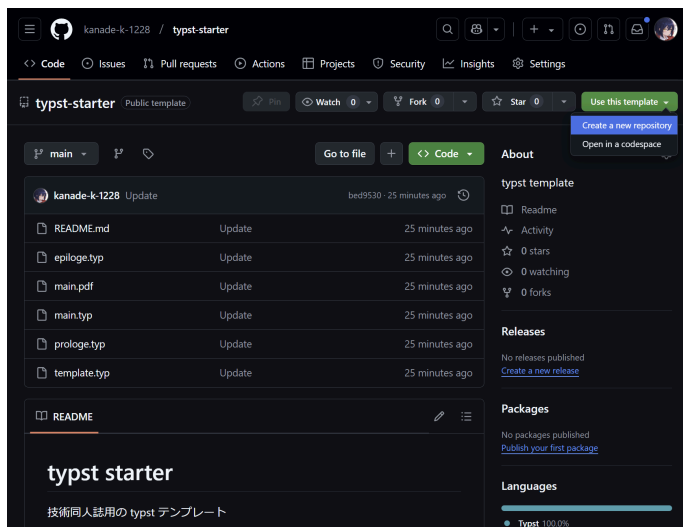 kanade-k-1228 / typst-starter
Code Issues Pull requests Actions Projects Security Insights Settings
typst-starter Public template Pin Watch 0 Fork 0 Star 0 Use this template
Create a new repository
Open in a codespace
main Go to file Code
About
typst template
kanade-k-1228 Update bed9530 · 25 minutes ago
README.md Update 25 minutes ago
epiloge.typ Update 25 minutes ago
main.pdf Update 25 minutes ago
main.typ Update 25 minutes ago
prologe.typ Update 25 minutes ago
template.typ Update 25 minutes ago
Readme
Activity
0 stars
0 watching
0 forks
Releases
No releases published
Create a new release
Packages
No packages published
Publish your first package
Languages
Typst 100.0%
README
typst starter
技術同人誌用の typst テンプレート